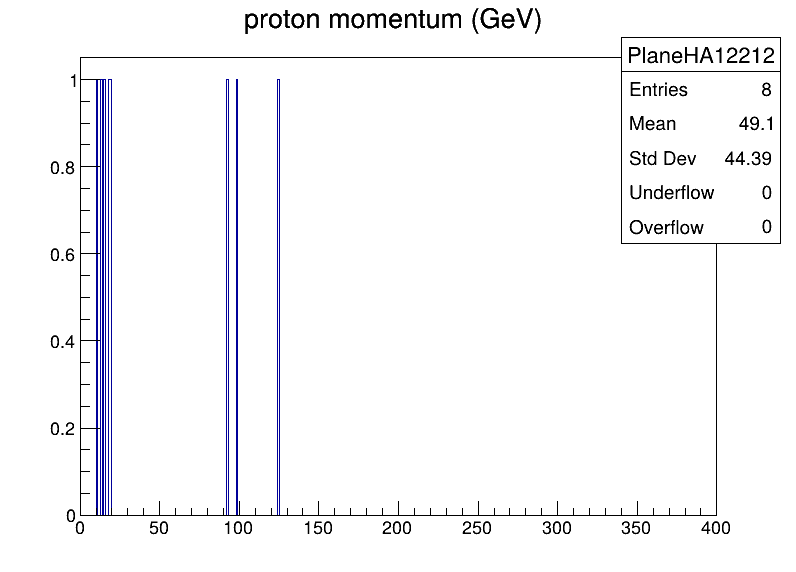 proton momentum (GeV)
PlaneHA12212
Entries 8
Mean 49.1
Std Dev 44.39
Underflow 0
Overflow 0
1
0.8
0.6
0.4
0.2
0
0 50 100 150 200 250 300 350 400